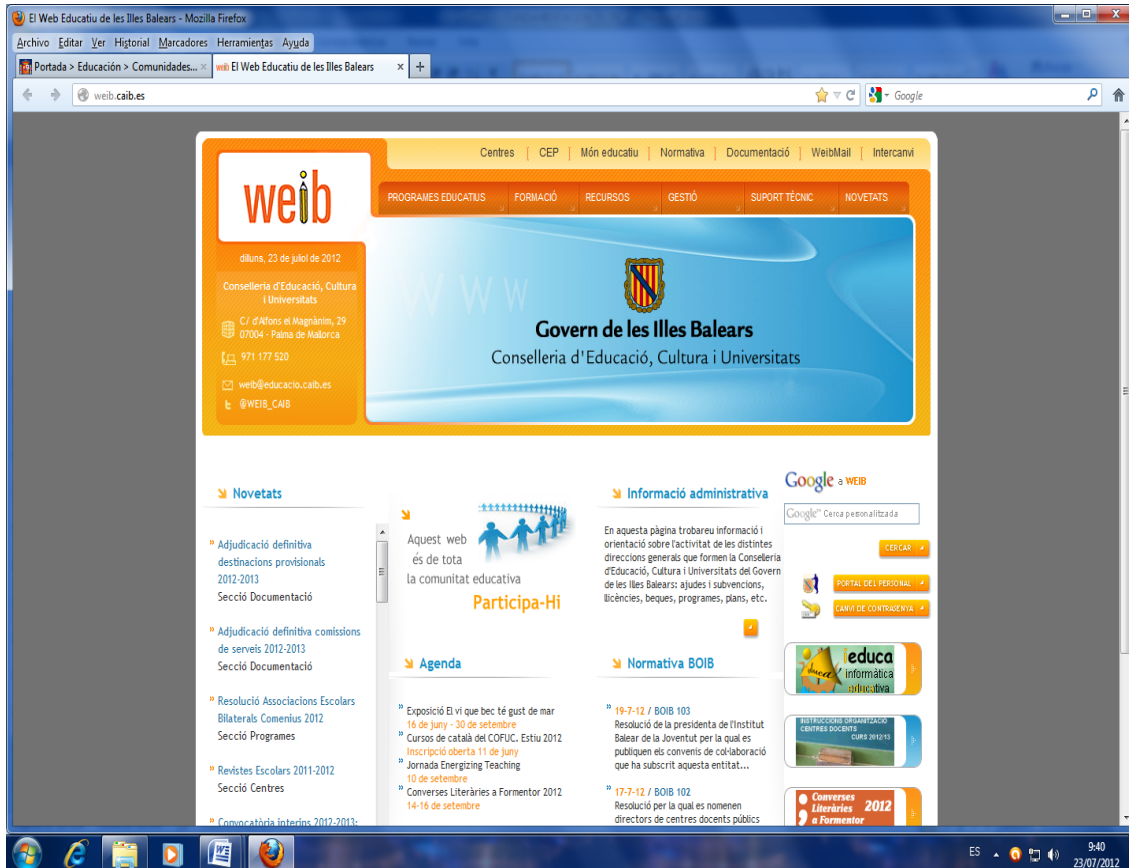 El Web Educatiu de les Illes Balears - Mozilla Firefox
Archivo Editar Ver Historial Marcadores Herramientas Ayuda
Portada > Educación > Comunidades...
weib El Web Educatiu de les Illes Balears
weib.caib.es
Google
Centres | CEP | Món educatiu | Normativa | Documentació | WeibMail | Intercanvi
weib
PROGRAMES EDUCATIUS FORMACIÓ RECURSOS GESTIÓ SUPORT TÈCNIC NOVETATS
dilluns, 23 de juliol de 2012
Conselleria d'Educació, Cultura
i Universitats
C/ d'Alfons el Magnànim, 29
07004 - Palma de Mallorca
971 177 520
weib@educacio.caib.es
@WEIB_CAIB
WWW
Govern de les Illes Balears
Conselleria d'Educació, Cultura i Universitats
Novetats
» Adjudicació definitiva
destinacions provisionals
2012-2013
Secció Documentació
» Adjudicació definitiva comissions
de serveis 2012-2013
Secció Documentació
» Resolució Associacions Escolars
Bilaterals Comenius 2012
Secció Programes
» Revistes Escolars 2011-2012
Secció Centres
» Convocatòria interins 2012-2013:
Aquest web
és de tota
la comunitat educativa
Participa-Hi
Agenda
» Exposició El vi que bec té gust de mar
16 de juny - 30 de setembre
» Cursos de català del COFUC. Estiu 2012
Inscripció oberta 11 de juny
» Jornada Energizing Teaching
10 de setembre
» Converses Literàries a Formentor 2012
14-16 de setembre
Informació administrativa
En aquesta pàgina trobareu informació i
orientació sobre l'activitat de les distintes
direccions generals que formen la Conselleria
d'Educació, Cultura i Universitats del Govern
de les Illes Balears: ajudes i subvencions,
llicències, beques, programes, plans, etc.
Normativa BOIB
» 19-7-12 / BOIB 103
Resolució de la presidenta de l'Institut
Balear de la Joventut per la qual es
publiquen els convenis de col·laboració
que ha subscrit aquesta entitat...
» 17-7-12 / BOIB 102
Resolució per la qual es nomenen
directors de centres docents públics
Google a WEIB
Google™ Cerca personalitzada
CERCAR
PORTAL DEL PERSONAL
CANVI DE CONTRASENYA
ieduca
informàtica
educativa
INSTRUCCIONS ORGANITZACIÓ
CENTRES DOCENTS
CURS 2012/13
Converses
Literàries 2012
a Formentor
ES
9:40
23/07/2012